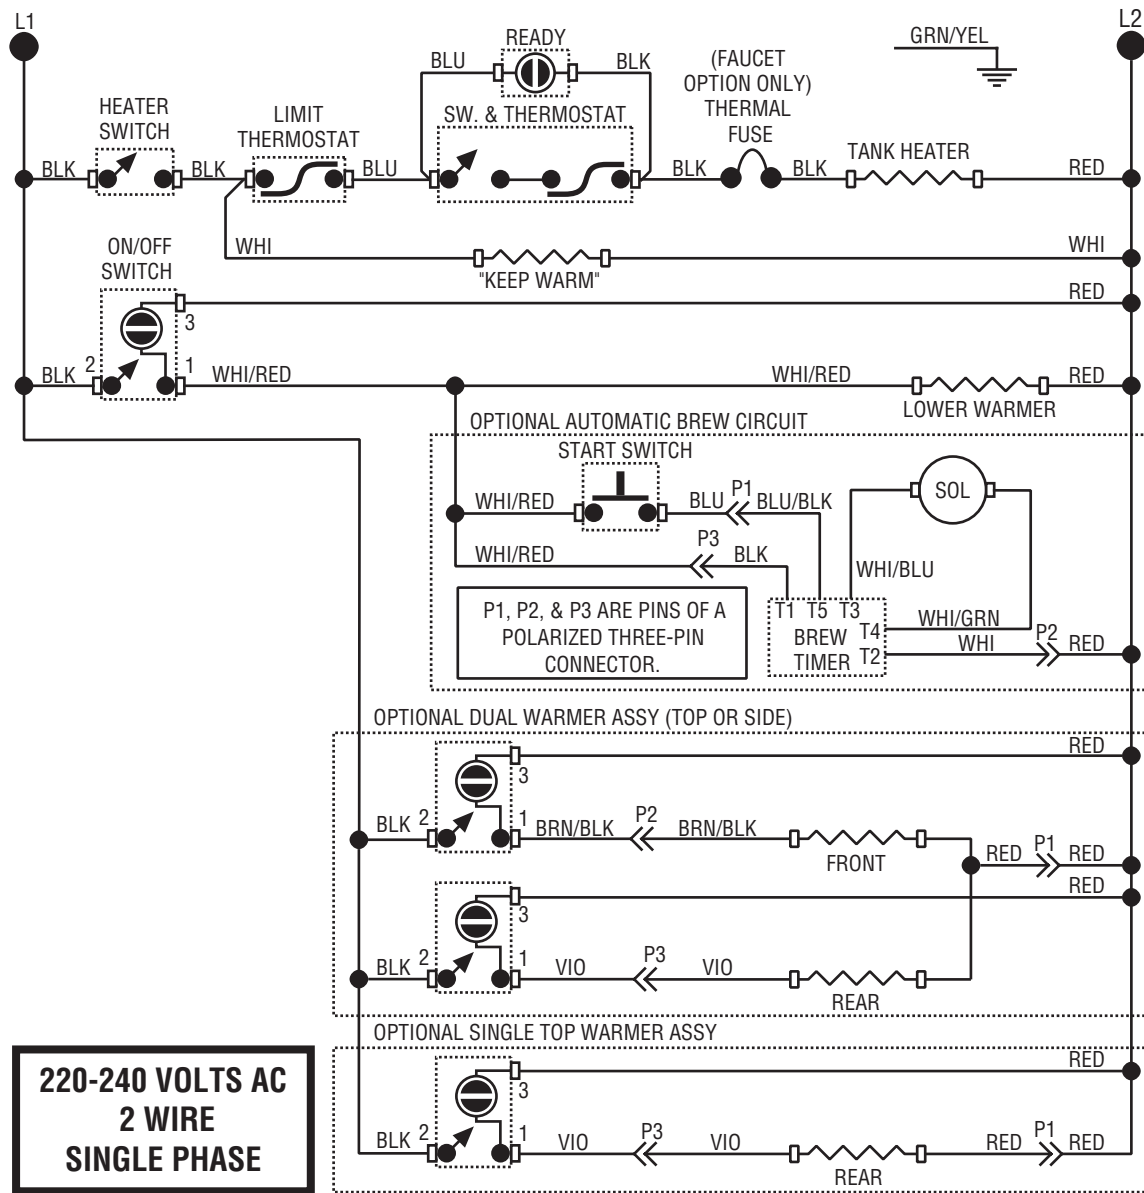 L1
L2
READY
GRN/YEL
BLU
BLK
(FAUCET
OPTION ONLY)
THERMAL
FUSE
HEATER
SWITCH
LIMIT
THERMOSTAT
SW. & THERMOSTAT
TANK HEATER
BLK
BLK
BLU
BLK
BLK
RED
WHI
"KEEP WARM"
WHI
ON/OFF
SWITCH
3
RED
BLK
2
1
WHI/RED
WHI/RED
RED
LOWER WARMER
OPTIONAL AUTOMATIC BREW CIRCUIT
START SWITCH
SOL
WHI/RED
BLU
P1
BLU/BLK
WHI/RED
P3
BLK
WHI/BLU
P1, P2, & P3 ARE PINS OF A
POLARIZED THREE-PIN
CONNECTOR.
T1 T5 T3
T4
BREW
TIMER
T2
WHI/GRN
WHI
P2
RED
OPTIONAL DUAL WARMER ASSY (TOP OR SIDE)
3
RED
BLK
2
1
BRN/BLK
P2
BRN/BLK
FRONT
RED
P1
RED
3
RED
BLK
2
1
VIO
P3
VIO
REAR
OPTIONAL SINGLE TOP WARMER ASSY
3
RED
BLK
2
1
VIO
P3
VIO
REAR
RED
P1
RED
220-240 VOLTS AC
2 WIRE
SINGLE PHASE